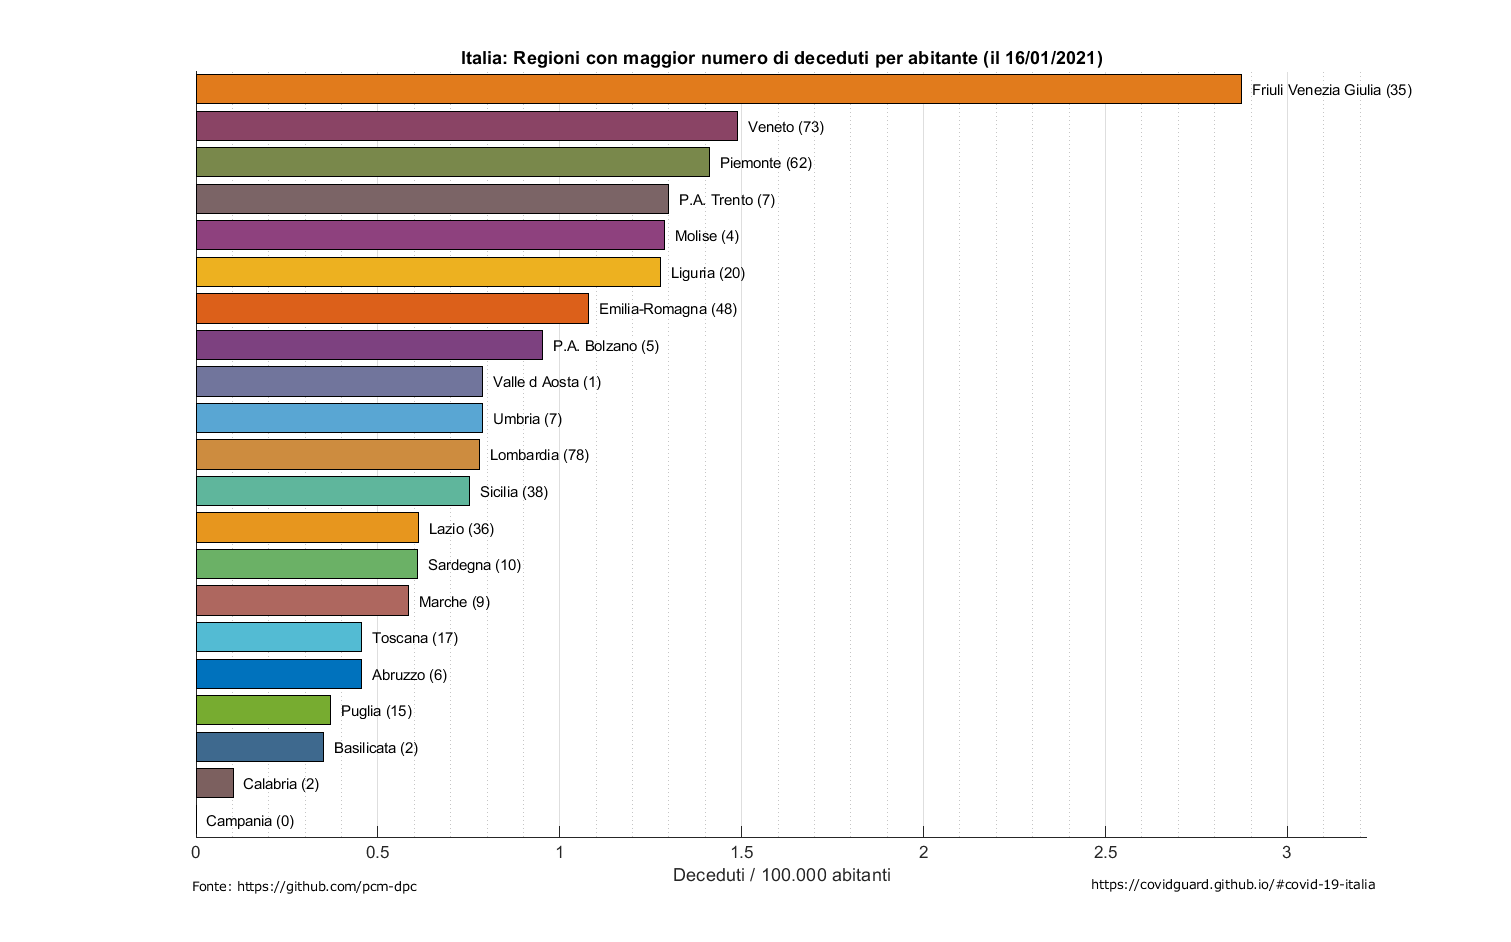 Italia: Regioni con maggior numero di deceduti per abitante (il 16/01/2021)
Friuli Venezia Giulia (35)
Veneto (73)
Piemonte (62)
P.A. Trento (7)
Molise (4)
Liguria (20)
Emilia-Romagna (48)
P.A. Bolzano (5)
Valle d Aosta (1)
Umbria (7)
Lombardia (78)
Sicilia (38)
Lazio (36)
Sardegna (10)
Marche (9)
Toscana (17)
Abruzzo (6)
Puglia (15)
Basilicata (2)
Calabria (2)
Campania (0)
0 0.5 1 1.5 2 2.5 3
Deceduti / 100.000 abitanti
Fonte: https://github.com/pcm-dpc
https://covidguard.github.io/#covid-19-italia